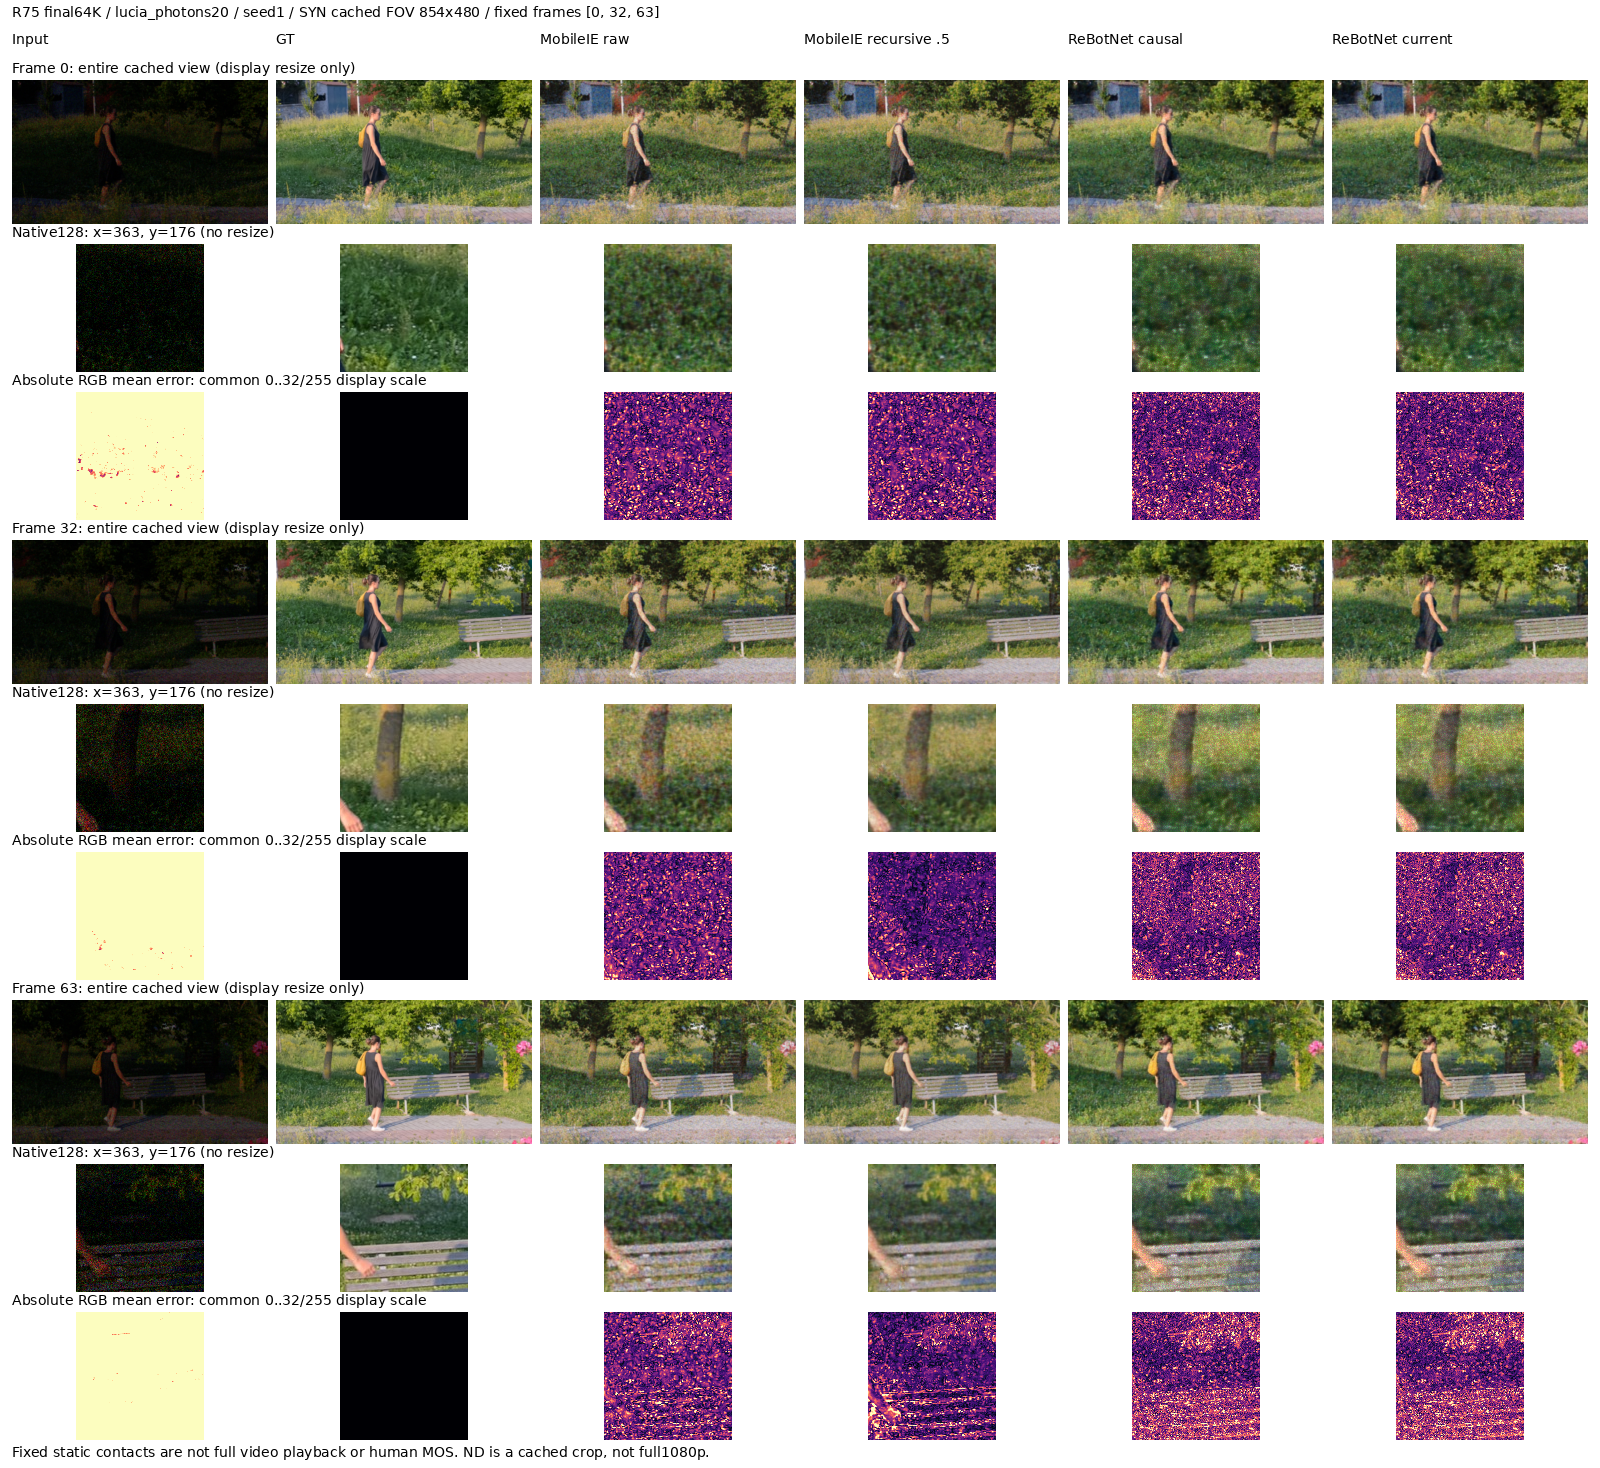 R75 final64K / lucia_photons20 / seed1 / SYN cached FOV 854x480 / fixed frames [0, 32, 63]
Input GT MobileIE raw MobileIE recursive .5 ReBotNet causal ReBotNet current
Frame 0: entire cached view (display resize only)
Native128: x=363, y=176 (no resize)
Absolute RGB mean error: common 0..32/255 display scale
Frame 32: entire cached view (display resize only)
Native128: x=363, y=176 (no resize)
Absolute RGB mean error: common 0..32/255 display scale
Frame 63: entire cached view (display resize only)
Native128: x=363, y=176 (no resize)
Absolute RGB mean error: common 0..32/255 display scale
Fixed static contacts are not full video playback or human MOS. ND is a cached crop, not full1080p.